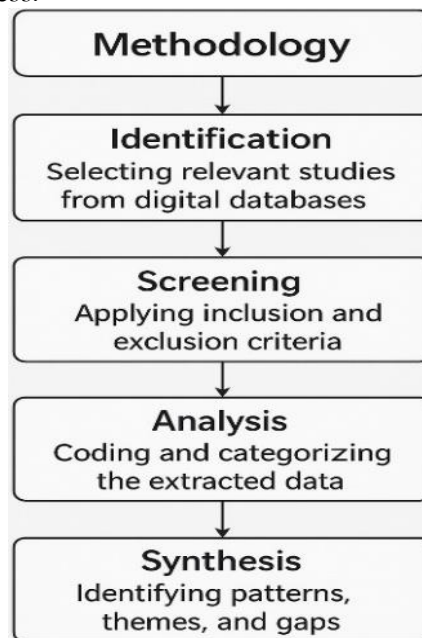 Methodology
Identification
Selecting relevant studies
from digital databases
Screening
Applying inclusion and
exclusion criteria
Analysis
Coding and categorizing
the extracted data
Synthesis
Identifying patterns,
themes, and gaps